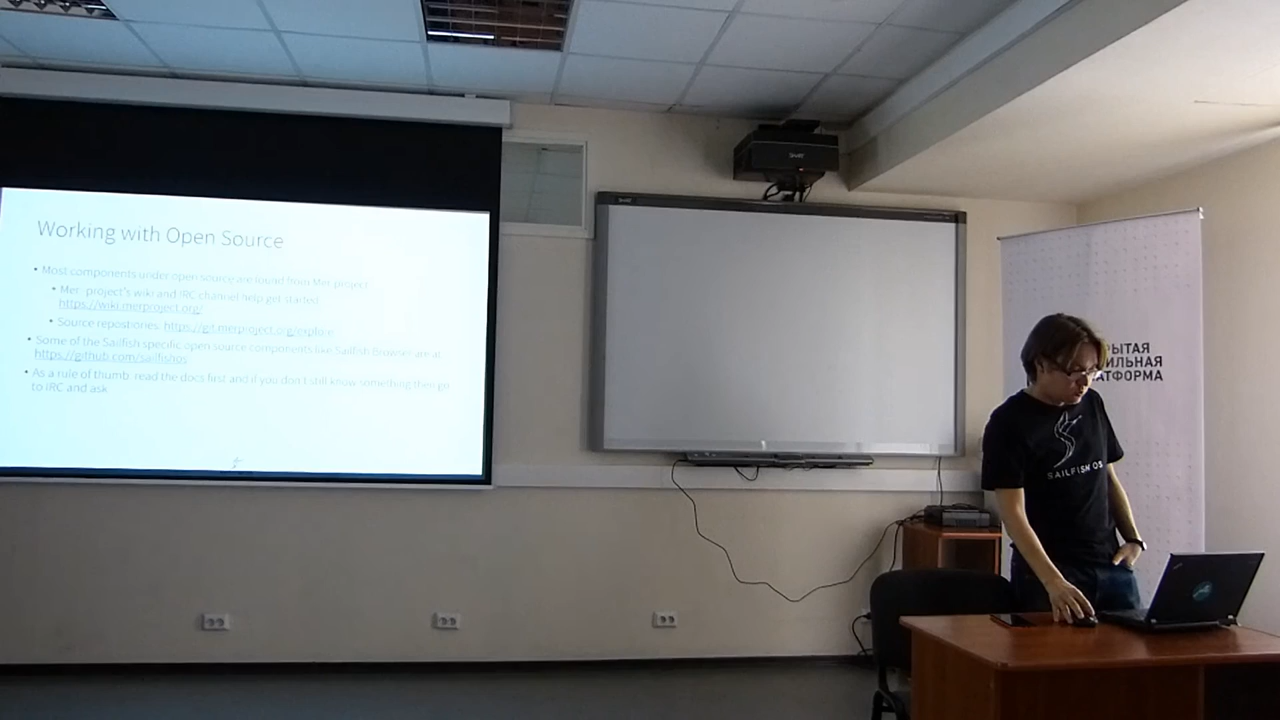 Working with Open Source
• Most components under open source are found from Mer project
• Mer project's wiki and IRC channel help get started
https://wiki.merproject.org/
• Source repostiories: https://git.merproject.org/explore
• Some of the Sailfish specific open source components like Sailfish Browser are at
https://github.com/sailfishos
• As a rule of thumb: read the docs first and if you don't still know something then go
to IRC and ask
SMART
РЫТАЯ
ИЛЬНАЯ
АТФОРМА
SAILFISH OS